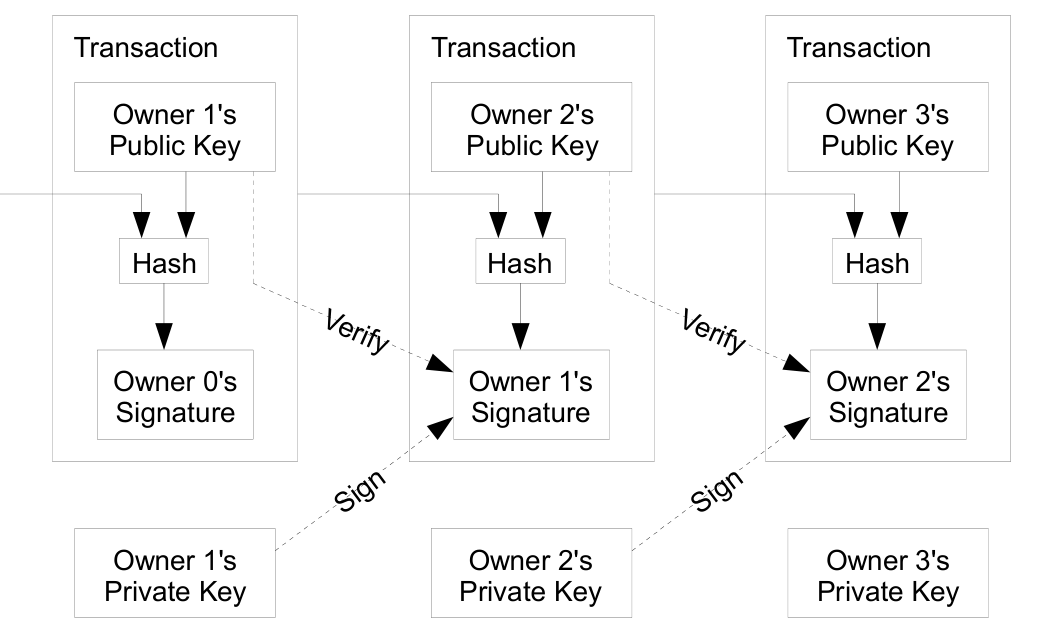 Transaction
Transaction
Transaction
Owner 1's
Public Key
Owner 2's
Public Key
Owner 3's
Public Key
Hash
Hash
Hash
Verify
Verify
Owner 0's
Signature
Owner 1's
Signature
Owner 2's
Signature
Sign
Sign
Owner 1's
Private Key
Owner 2's
Private Key
Owner 3's
Private Key